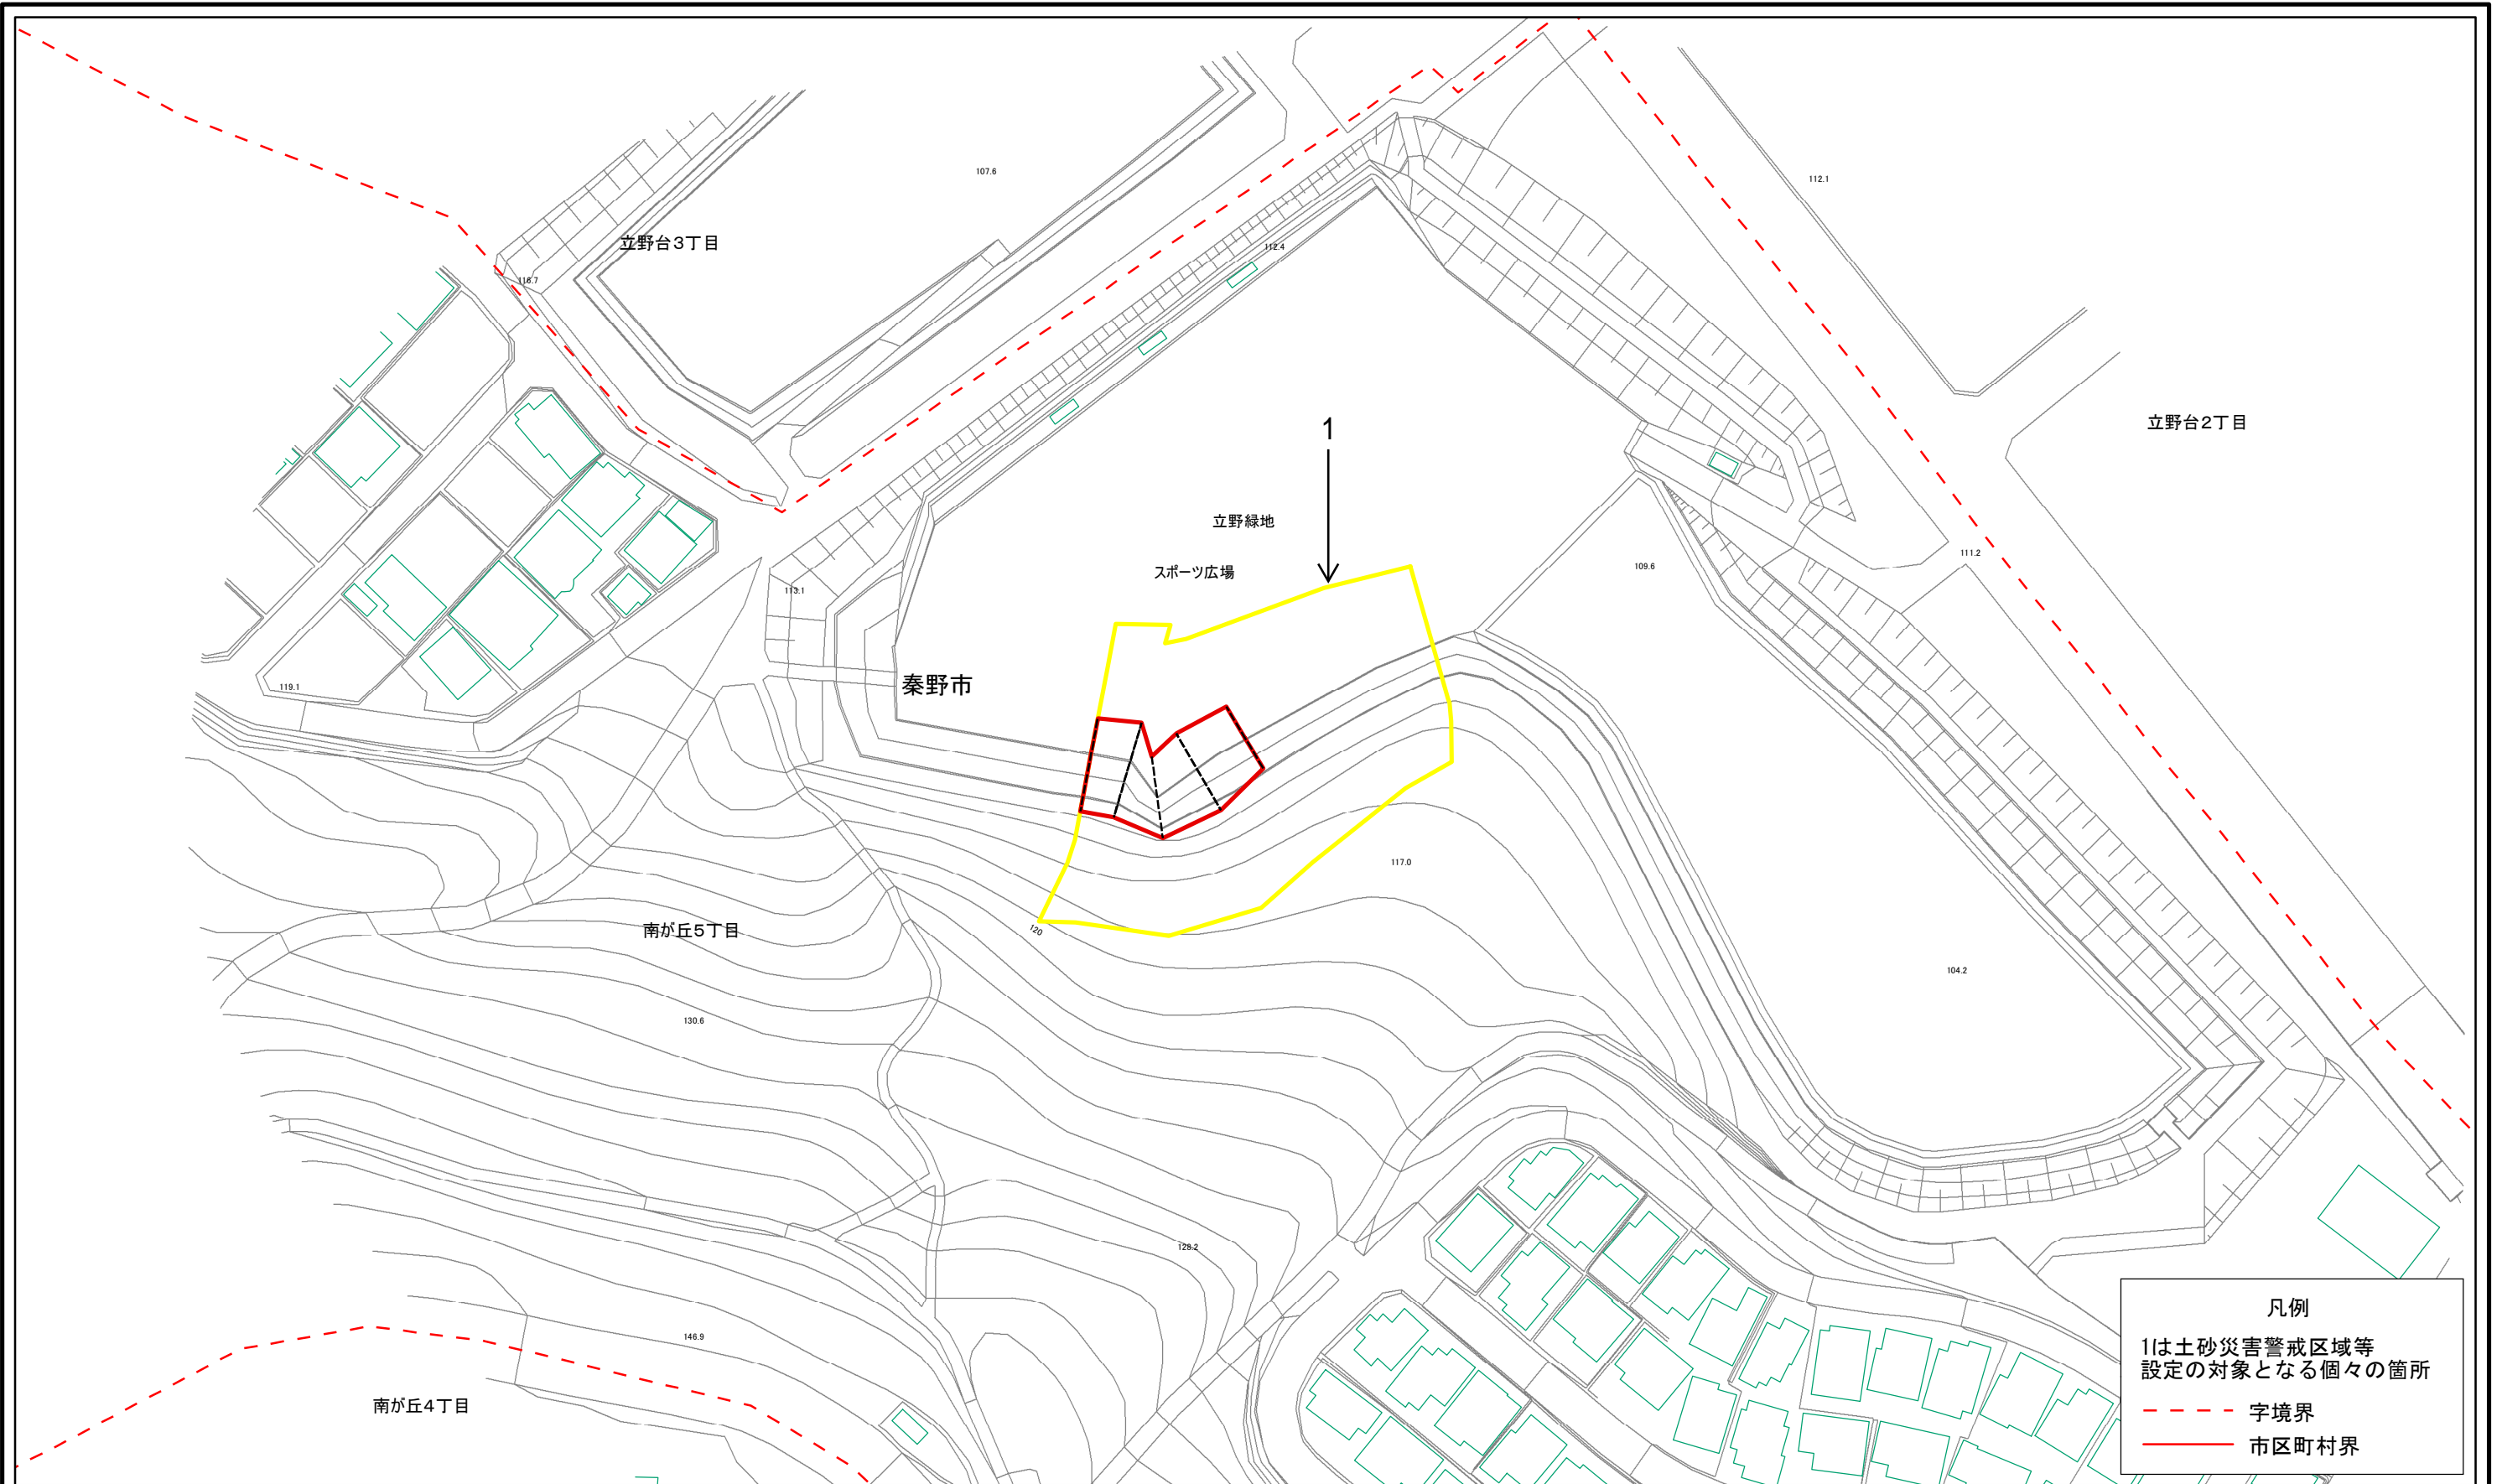 107.6
112.1
立野台3丁目
112.4
116.7
立野台2丁目
1
立野緑地
111.2
スポーツ広場
109.6
113.1
秦野市
119.1
117.0
南が丘5丁目
120
104.2
130.6
128.2
146.9
南が丘4丁目
凡例
1は土砂災害警戒区域等
設定の対象となる個々の箇所
字境界
市区町村界